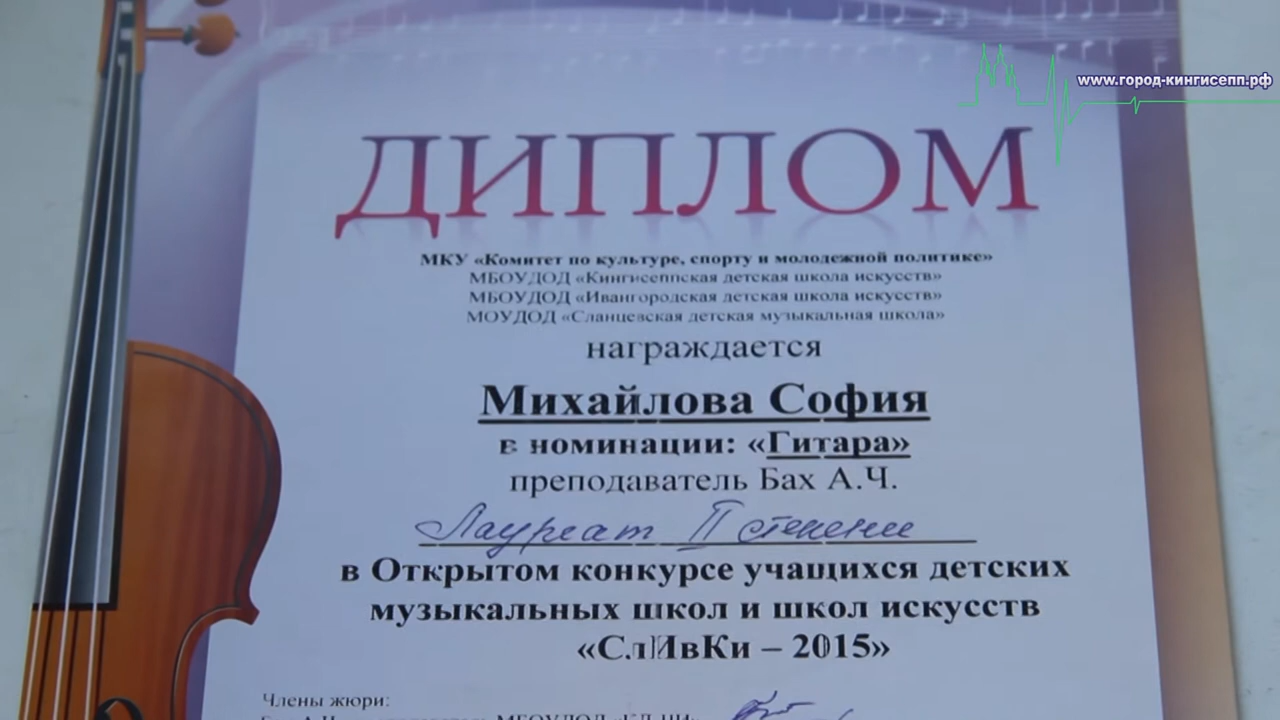 www.город-кингисепп.рф
ДИПЛОМ
МКУ «Комитет по культуре, спорту и молодежной политике»
МБОУДОД «Кингисеппская детская школа искусств»
МБОУДОД «Ивангородская детская школа искусств»
МОУДОД «Сланцевская детская музыкальная школа»
награждается
Михайлова София
в номинации: «Гитара»
преподаватель Бах А.Ч.
Лауреат II степени
в Открытом конкурсе учащихся детских
музыкальных школ и школ искусств
«СлИвКи – 2015»
Члены жюри: